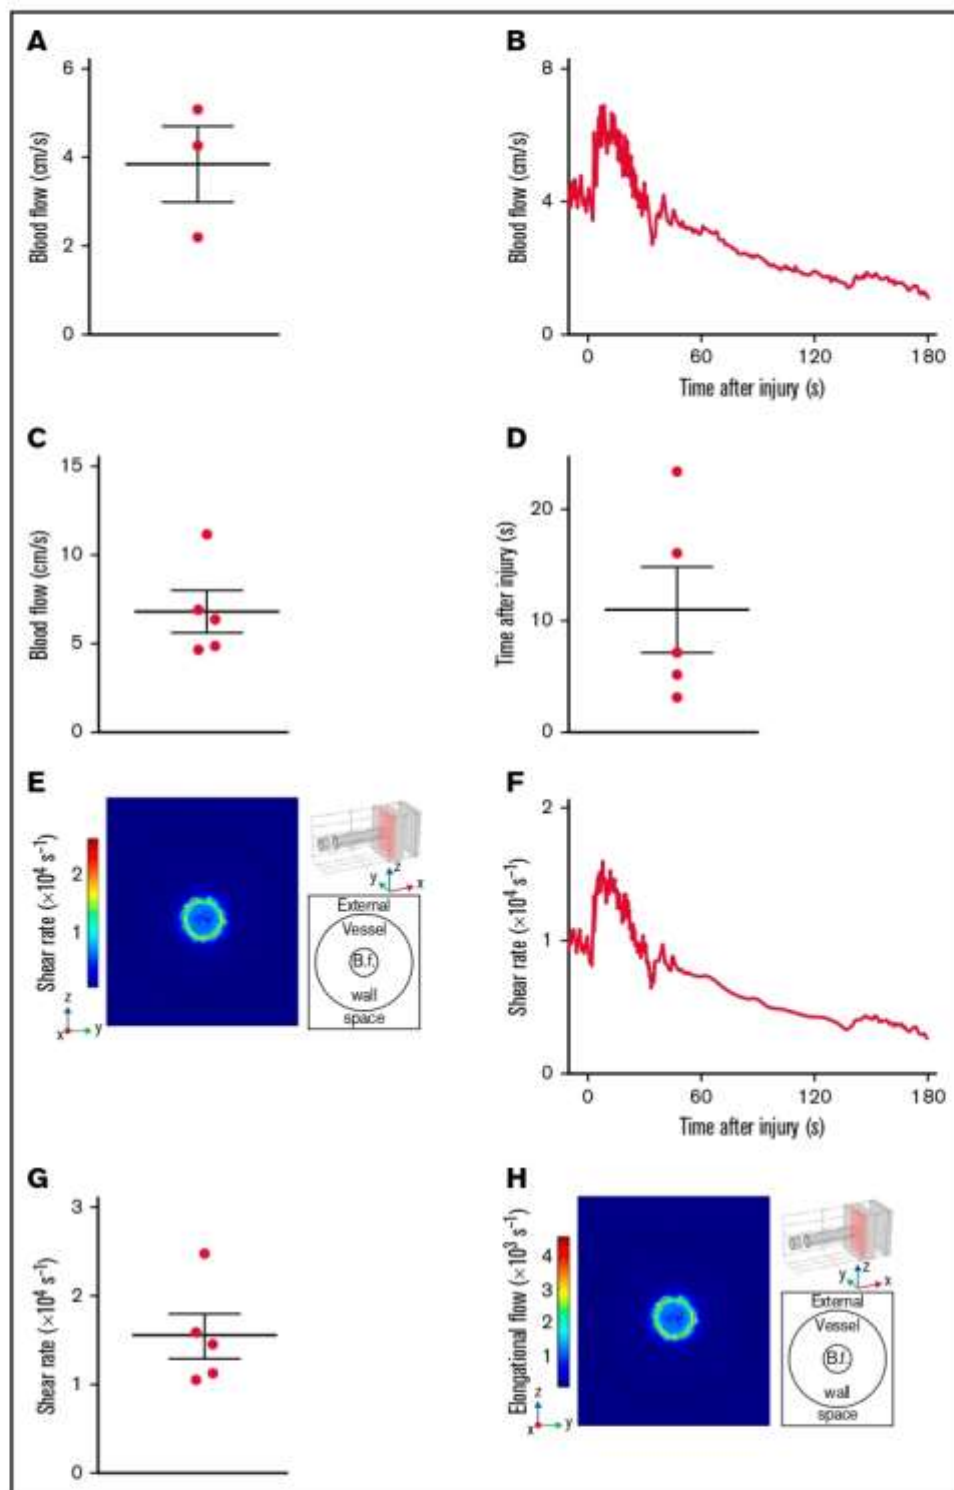 A
Blood flow (cm/s)
6
4
2
0
B
Blood flow (cm/s)
8
4
0
0 60 120 180
Time after injury (s)
C
Blood flow (cm/s)
15
10
5
0
D
Time after injury (s)
20
10
0
E
Shear rate (×10⁴ s⁻¹)
2
1
z
x y
z
y x
External
Vessel
B.f.
wall
space
F
Shear rate (×10⁴ s⁻¹)
2
1
0
0 60 120 180
Time after injury (s)
G
Shear rate (×10⁴ s⁻¹)
3
2
1
0
H
Elongational flow (×10³ s⁻¹)
4
3
2
1
z
x y
z
y x
External
Vessel
B.f.
wall
space